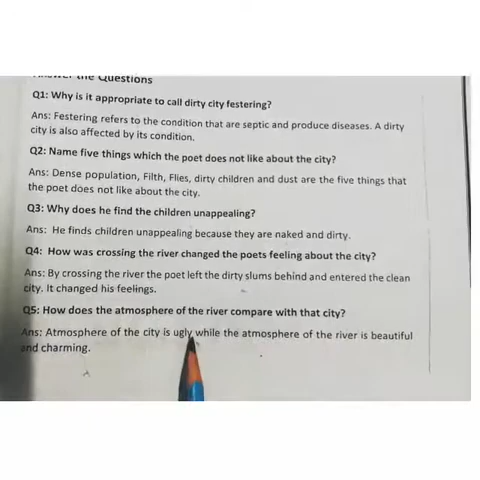 Answer the Questions
Q1: Why is it appropriate to call dirty city festering?
Ans: Festering refers to the condition that are septic and produce diseases. A dirty
city is also affected by its condition.
Q2: Name five things which the poet does not like about the city?
Ans: Dense population, Filth, Flies, dirty children and dust are the five things that
the poet does not like about the city.
Q3: Why does he find the children unappealing?
Ans: He finds children unappealing because they are naked and dirty.
Q4: How was crossing the river changed the poets feeling about the city?
Ans: By crossing the river the poet left the dirty slums behind and entered the clean
city. It changed his feelings.
Q5: How does the atmosphere of the river compare with that city?
Ans: Atmosphere of the city is ugly while the atmosphere of the river is beautiful
and charming.